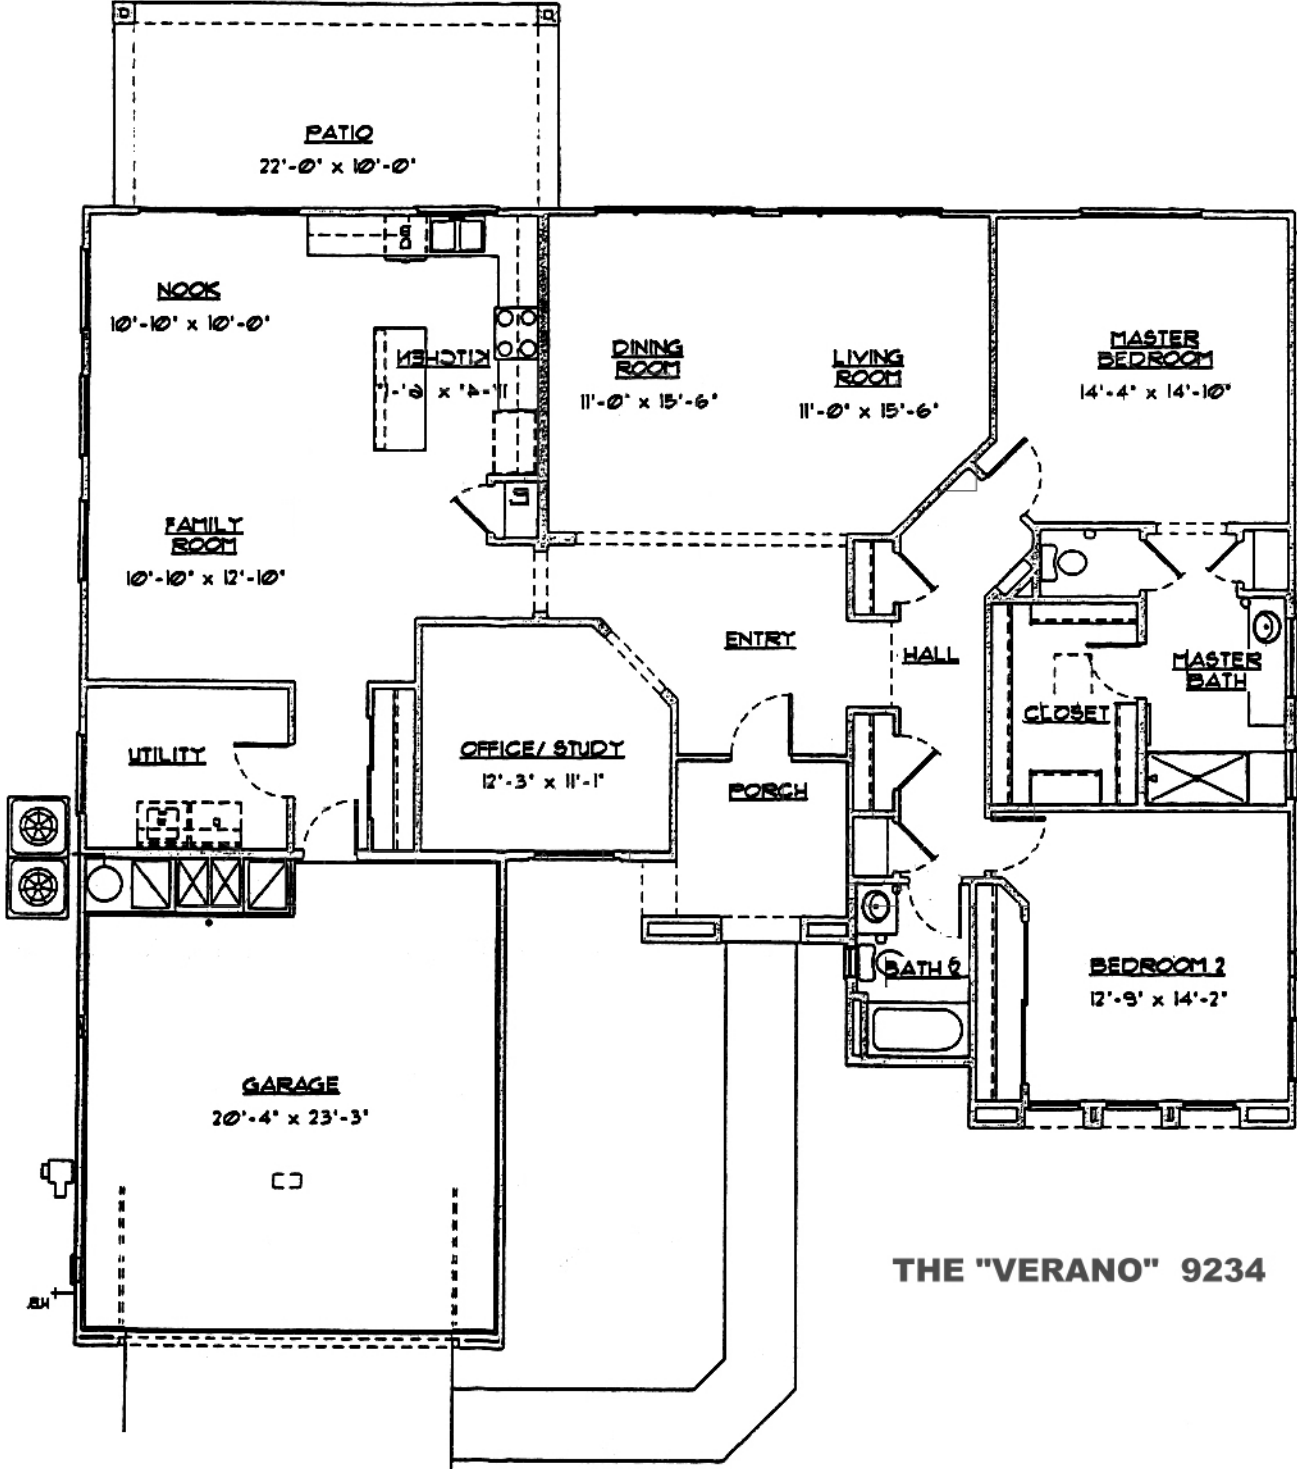 PATIO
22'-0" x 10'-0"
NOOK
10'-10" x 10'-0"
KITCHEN
DINING
ROOM
11'-0" x 15'-6"
LIVING
ROOM
11'-0" x 15'-6"
MASTER
BEDROOM
14'-4" x 14'-10"
FAMILY
ROOM
10'-10" x 12'-10"
ENTRY
HALL
MASTER
BATH
CLOSET
UTILITY
OFFICE/ STUDY
12'-3" x 11'-1"
PORCH
BATH 2
BEDROOM 2
12'-9" x 14'-2"
GARAGE
20'-4" x 23'-3"
THE "VERANO" 9234
H.B.